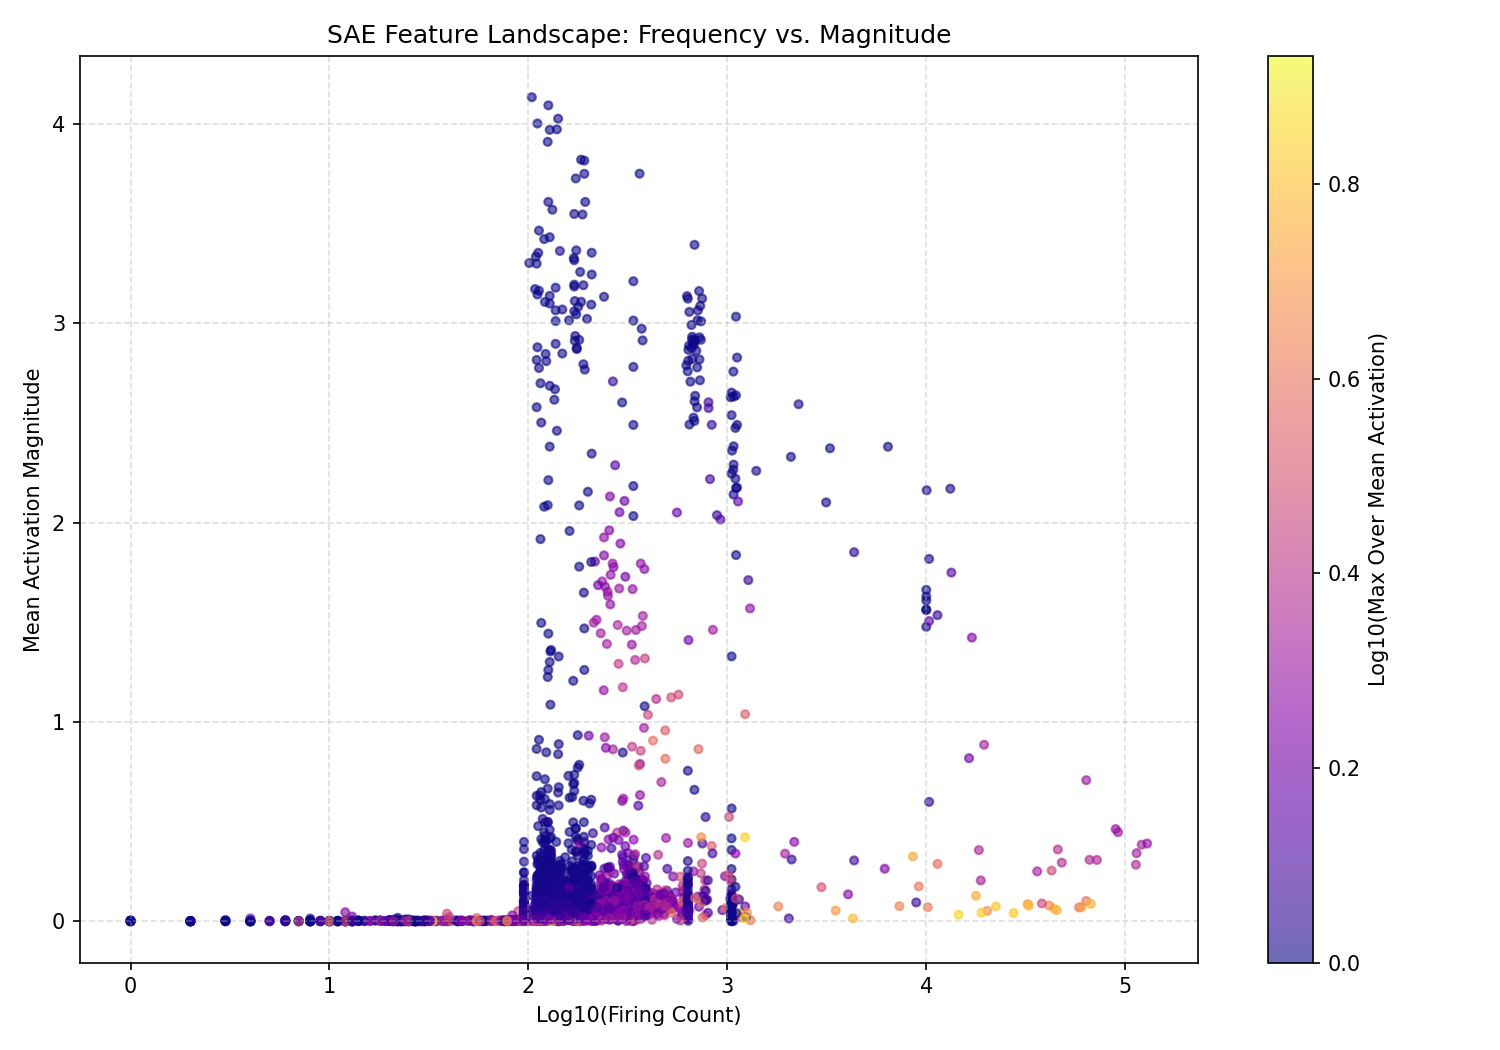 SAE Feature Landscape: Frequency vs. Magnitude
Mean Activation Magnitude
4
3
2
1
0
0 1 2 3 4 5
Log10(Firing Count)
0.8
0.6
0.4
0.2
0.0
Log10(Max Over Mean Activation)